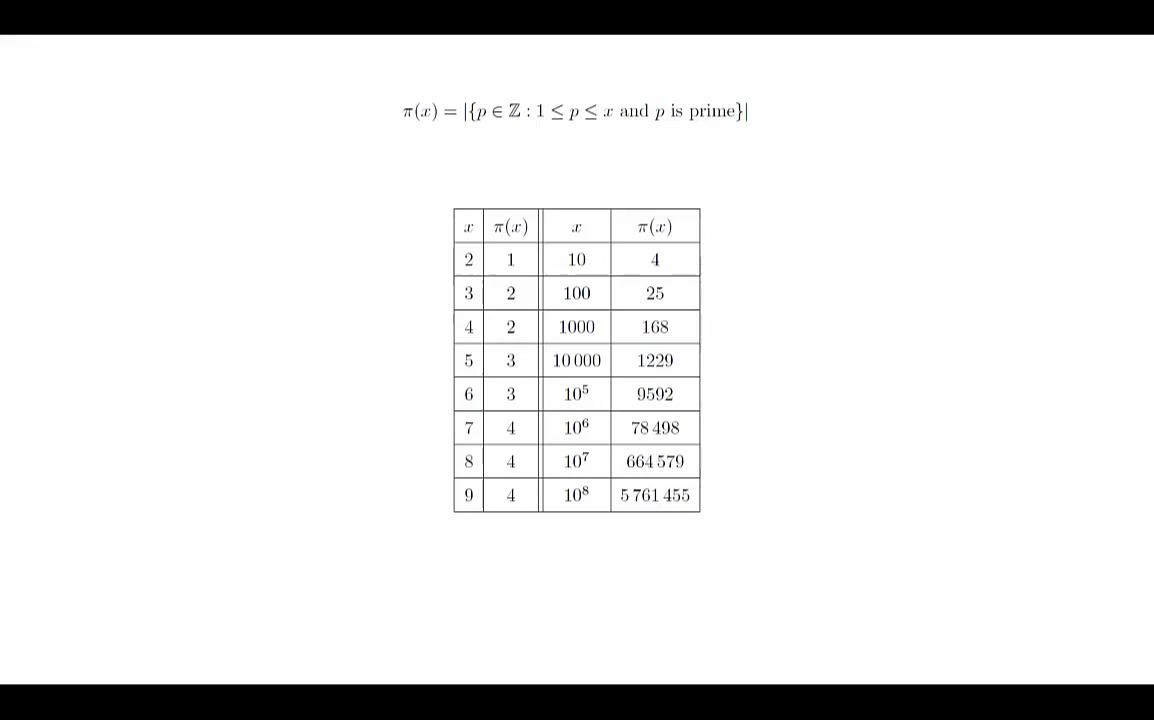 π(x) = |{p ∈ ℤ : 1 ≤ p ≤ x and p is prime}|
x π(x) x π(x)
2 1 10 4
3 2 100 25
4 2 1000 168
5 3 10 000 1229
6 3 10⁵ 9592
7 4 10⁶ 78 498
8 4 10⁷ 664 579
9 4 10⁸ 5 761 455